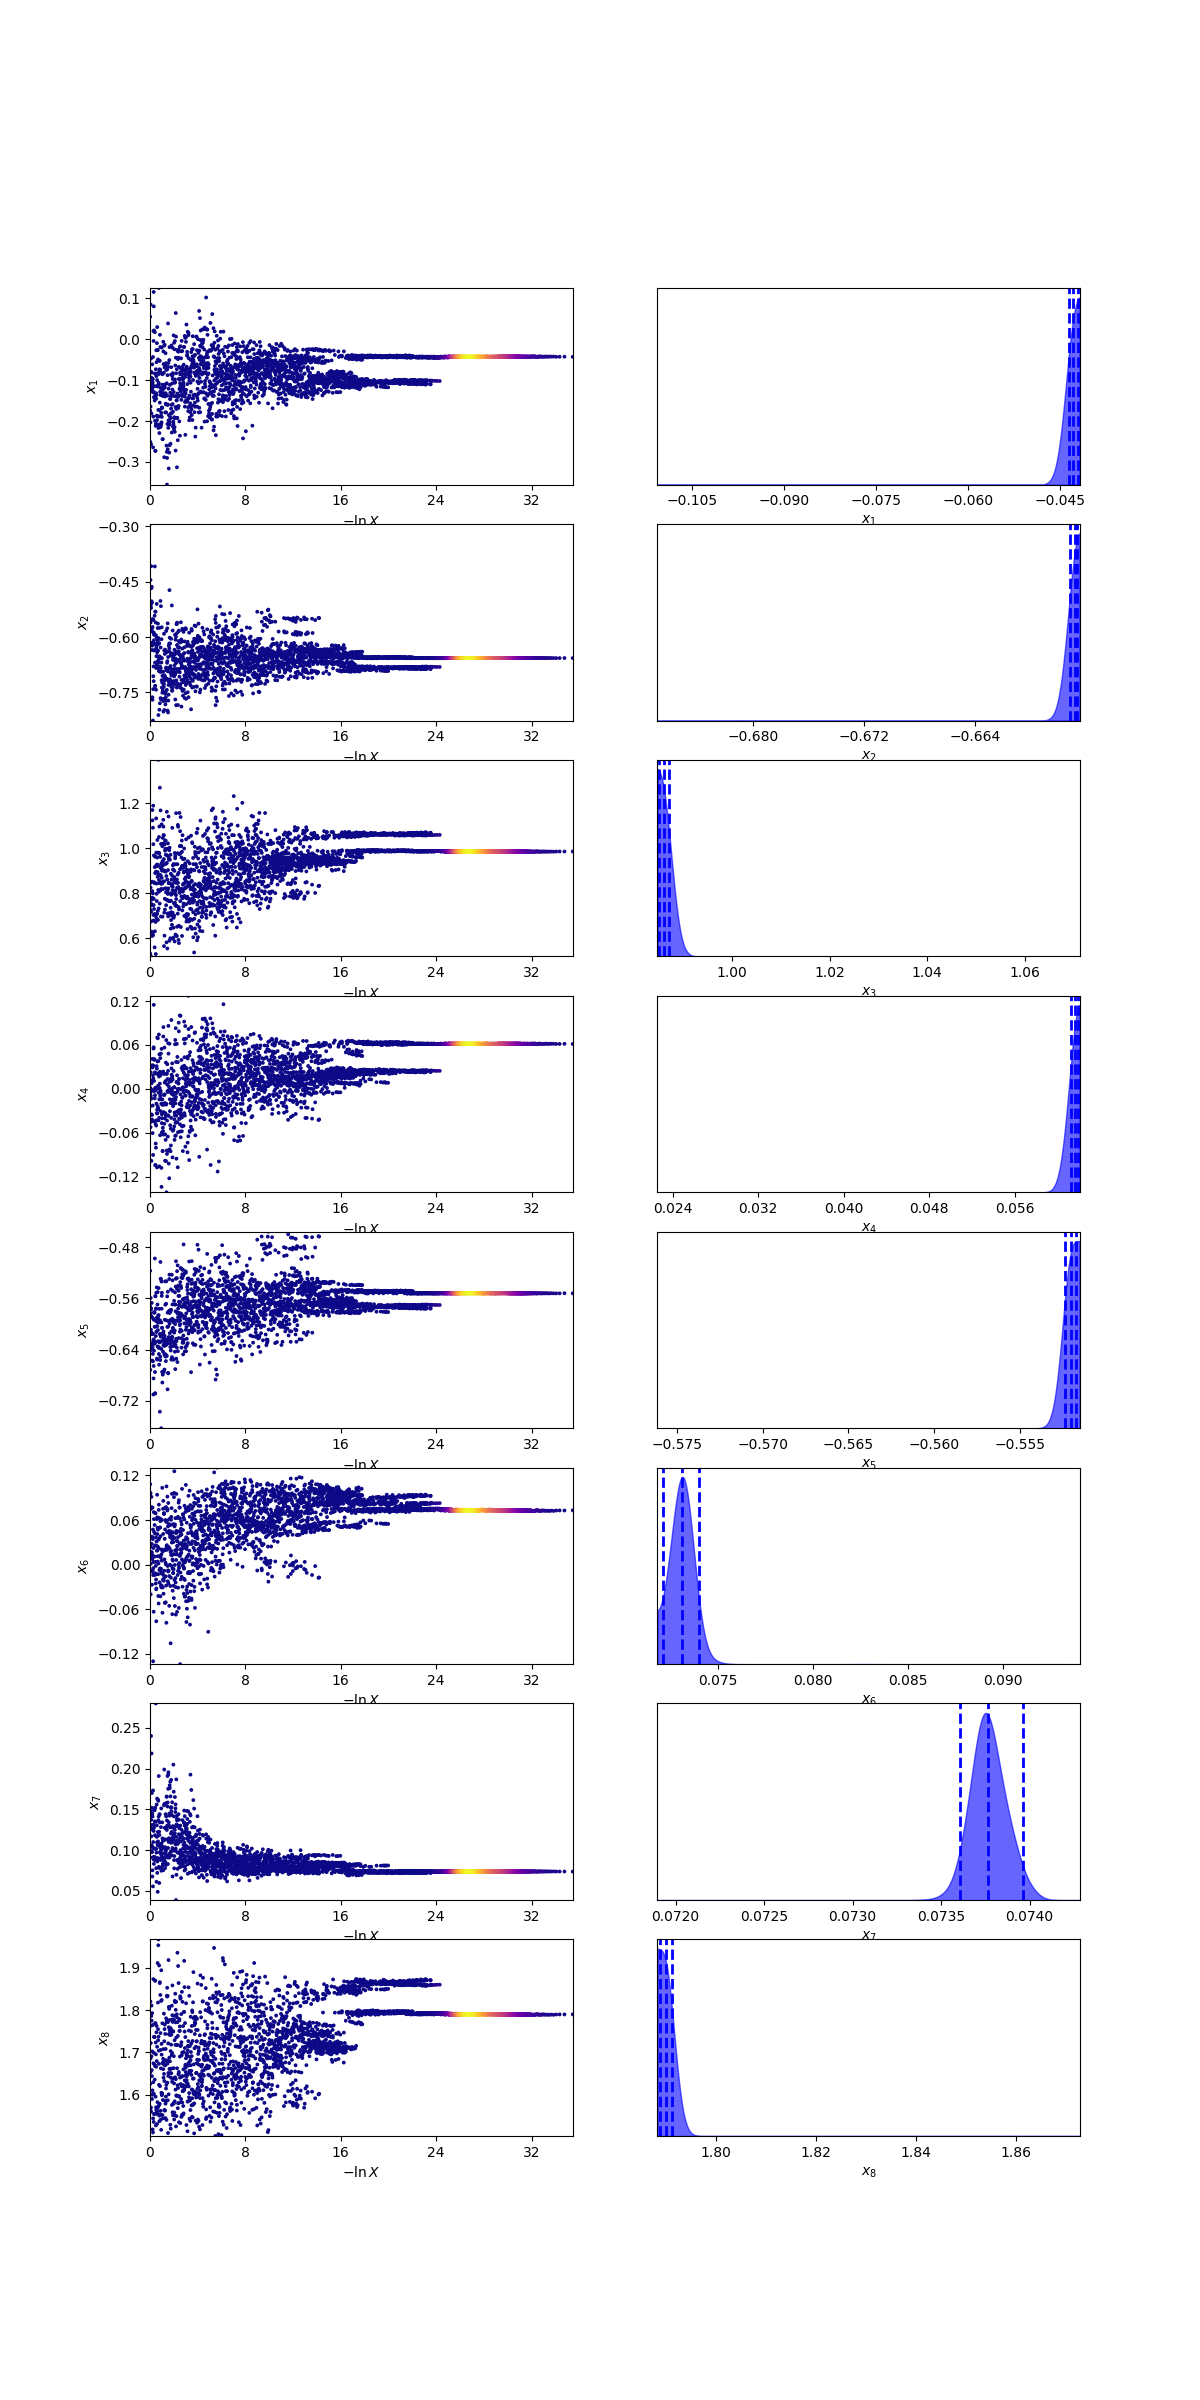 0.1
0.0
−0.1
−0.2
−0.3
x₁
0 8 16 24 32
−ln X
−0.105 −0.090 −0.075 −0.060 −0.045
x₁
−0.30
−0.45
−0.60
−0.75
x₂
0 8 16 24 32
−ln X
−0.680 −0.672 −0.664
x₂
1.2
1.0
0.8
0.6
x₃
0 8 16 24 32
−ln X
1.00 1.02 1.04 1.06
x₃
0.12
0.06
0.00
−0.06
−0.12
x₄
0 8 16 24 32
−ln X
0.024 0.032 0.040 0.048 0.056
x₄
−0.48
−0.56
−0.64
−0.72
x₅
0 8 16 24 32
−ln X
−0.575 −0.570 −0.565 −0.560 −0.555
x₅
0.12
0.06
0.00
−0.06
−0.12
x₆
0 8 16 24 32
−ln X
0.075 0.080 0.085 0.090
x₆
0.25
0.20
0.15
0.10
0.05
x₇
0 8 16 24 32
−ln X
0.0720 0.0725 0.0730 0.0735 0.0740
x₇
1.9
1.8
1.7
1.6
x₈
0 8 16 24 32
−ln X
1.80 1.82 1.84 1.86
x₈